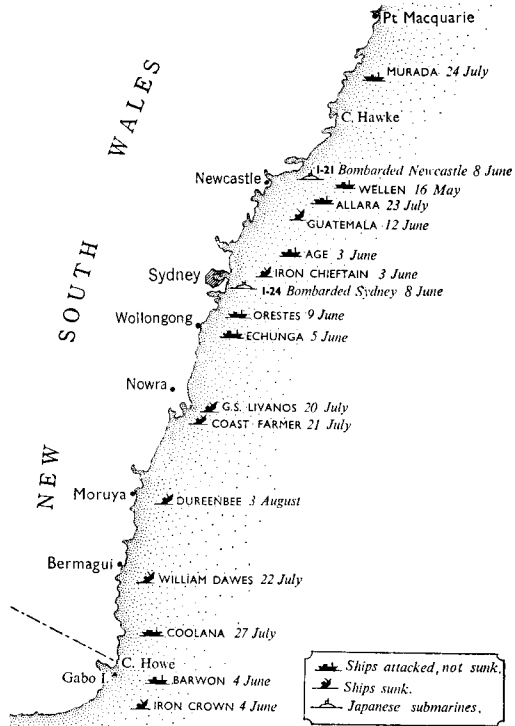 Pt Macquarie
MURADA 24 July
C. Hawke
I-21 Bombarded Newcastle 8 June
Newcastle
WELLEN 16 May
ALLARA 23 July
GUATEMALA 12 June
AGE 3 June
Sydney
IRON CHIEFTAIN 3 June
I-24 Bombarded Sydney 8 June
ORESTES 9 June
Wollongong
ECHUNGA 5 June
Nowra
G.S. LIVANOS 20 July
COAST FARMER 21 July
NEW SOUTH WALES
Moruya
DUREENBEE 3 August
Bermagui
WILLIAM DAWES 22 July
COOLANA 27 July
C. Howe
Gabo I.
BARWON 4 June
IRON CROWN 4 June
Ships attacked, not sunk.
Ships sunk.
Japanese submarines.